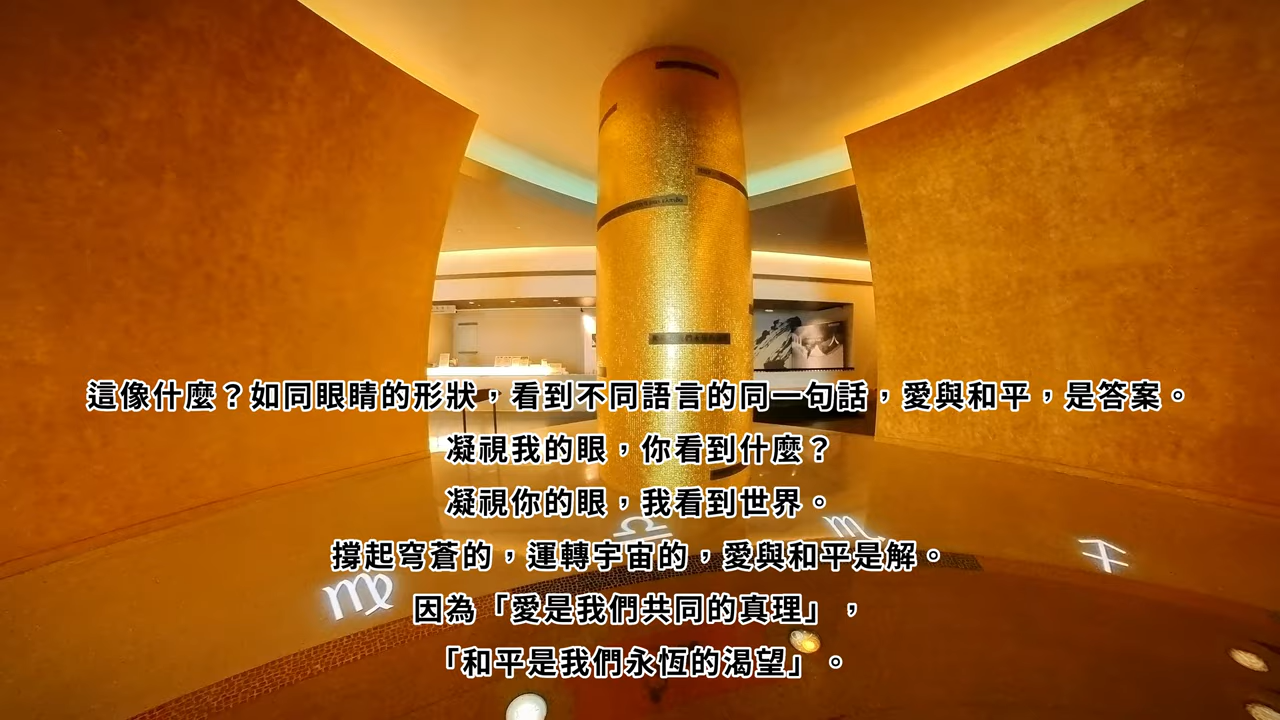 這像什麼？如同眼睛的形狀，看到不同語言的同一句話，愛與和平，是答案。
凝視我的眼，你看到什麼？
凝視你的眼，我看到世界。
撐起穹蒼的，運轉宇宙的，愛與和平是解。
因為「愛是我們共同的真理」，
「和平是我們永恆的渴望」。